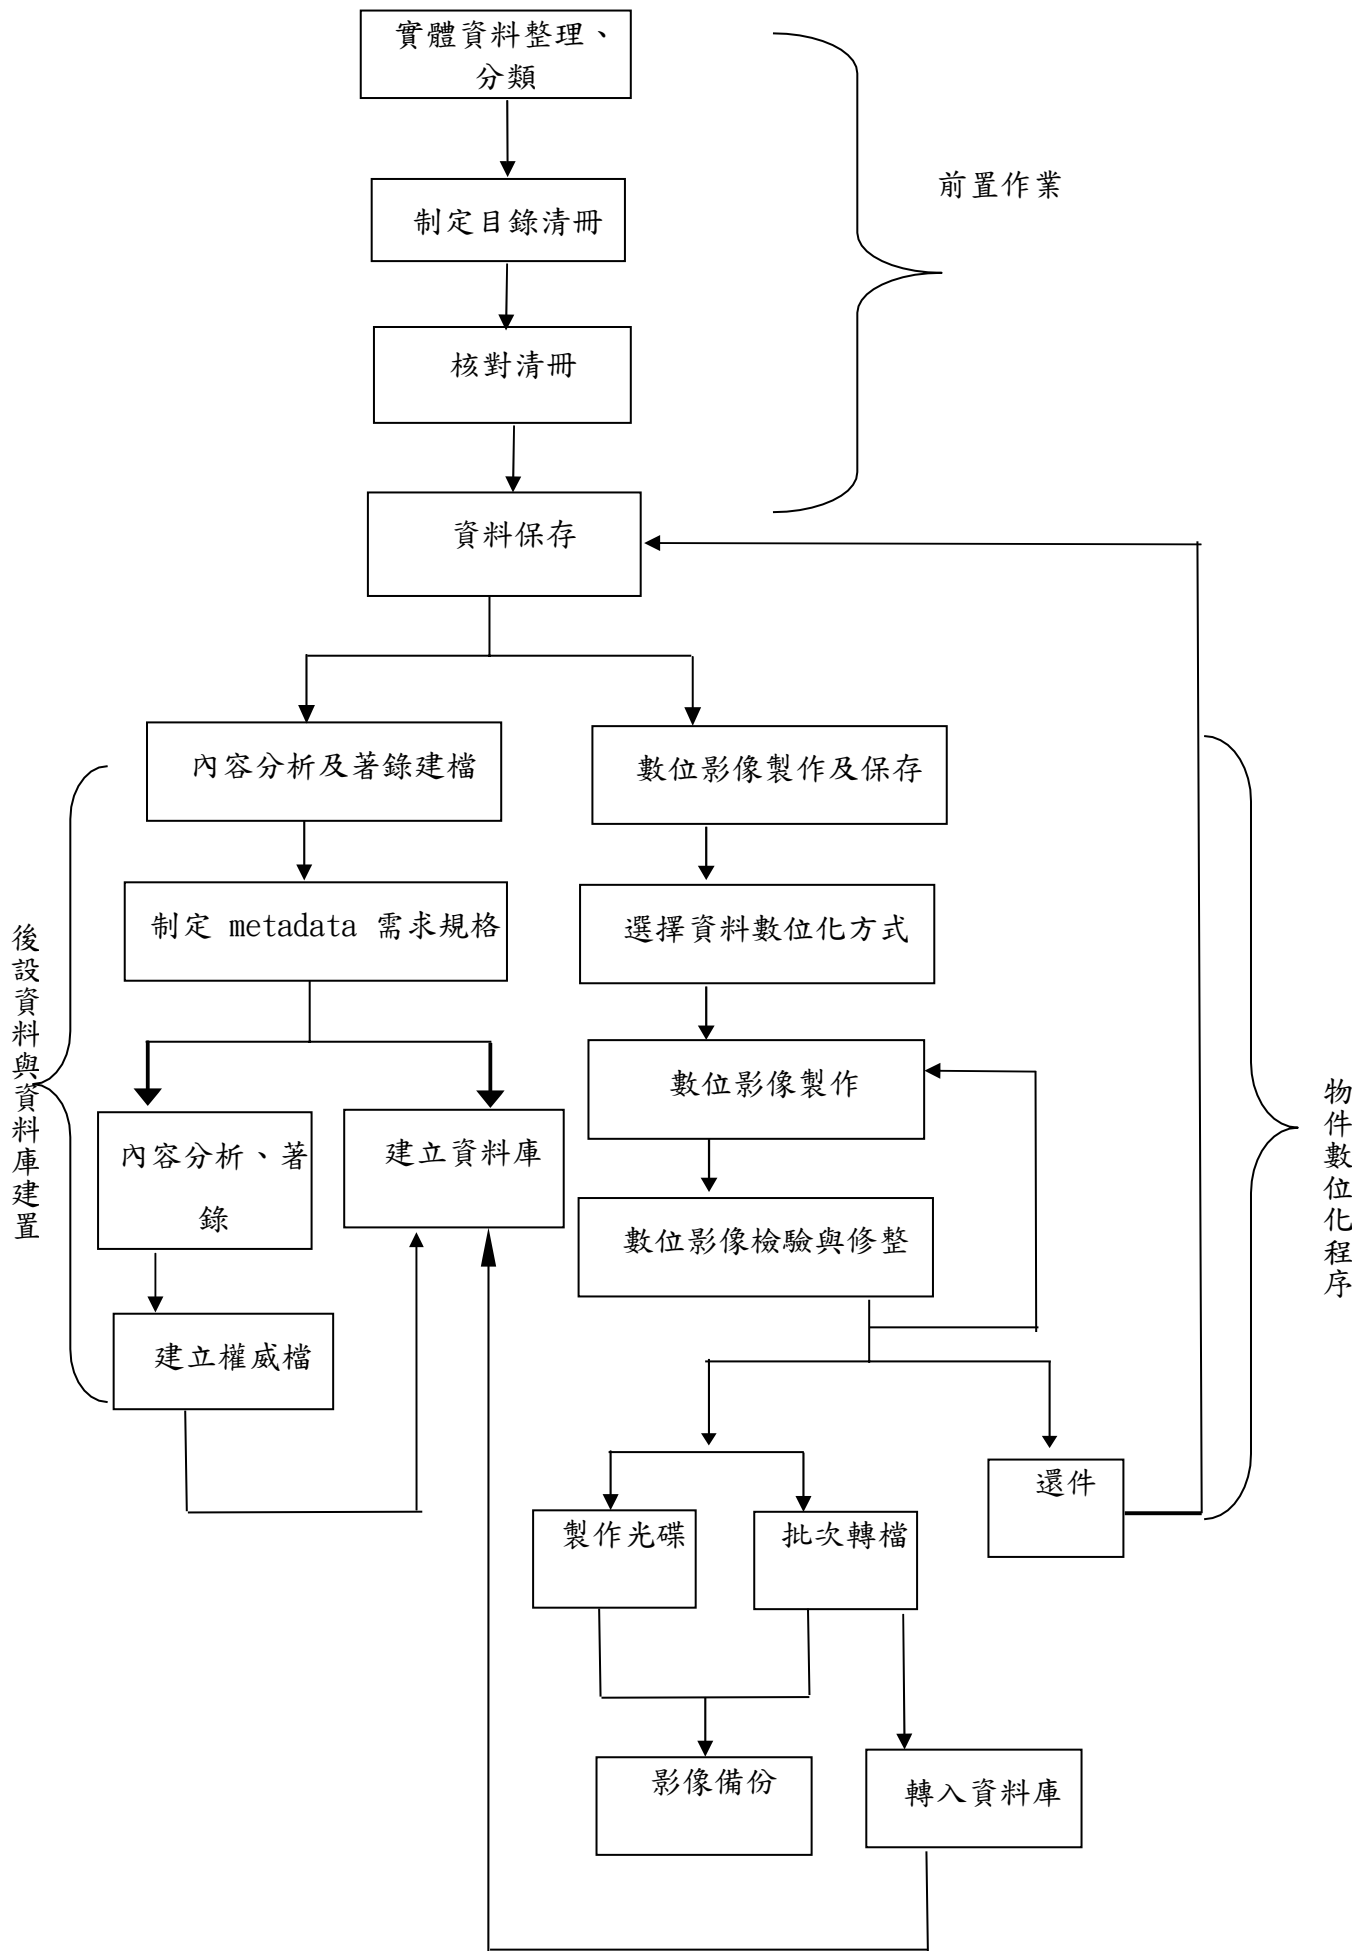 實體資料整理、
分類
前置作業
制定目錄清冊
核對清冊
資料保存
內容分析及著錄建檔
數位影像製作及保存
制定 metadata 需求規格
選擇資料數位化方式
後設資料與資料庫建置
數位影像製作
物件數位化程序
內容分析、著
錄
建立資料庫
數位影像檢驗與修整
建立權威檔
還件
製作光碟
批次轉檔
影像備份
轉入資料庫